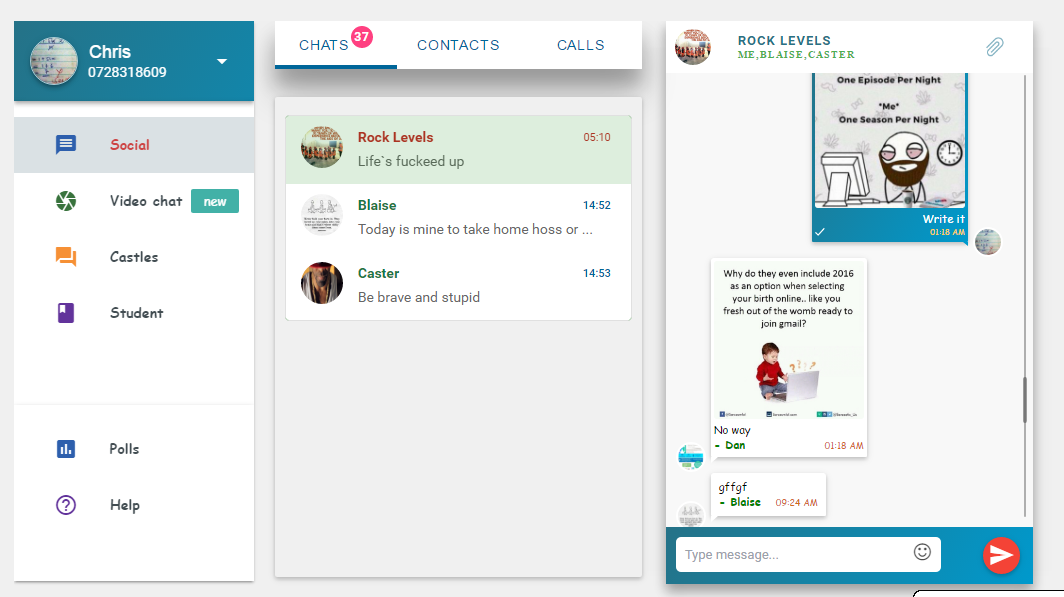 Chris
0728318609
Social
Video chat new
Castles
Student
Polls
Help
CHATS 37 CONTACTS CALLS
Rock Levels 05:10
Life`s fuckeed up
Blaise 14:52
Today is mine to take home hoss or ...
Caster 14:53
Be brave and stupid
ROCK LEVELS
ME,BLAISE,CASTER
One Episode Per Night
*Me*
One Season Per Night
Write it
01:18 AM
Why do they even include 2016
as an option when selecting
your birth online.. like you
fresh out of the womb ready to
join gmail?
No way
- Dan 01:18 AM
gffgf
- Blaise 09:24 AM
Type message...